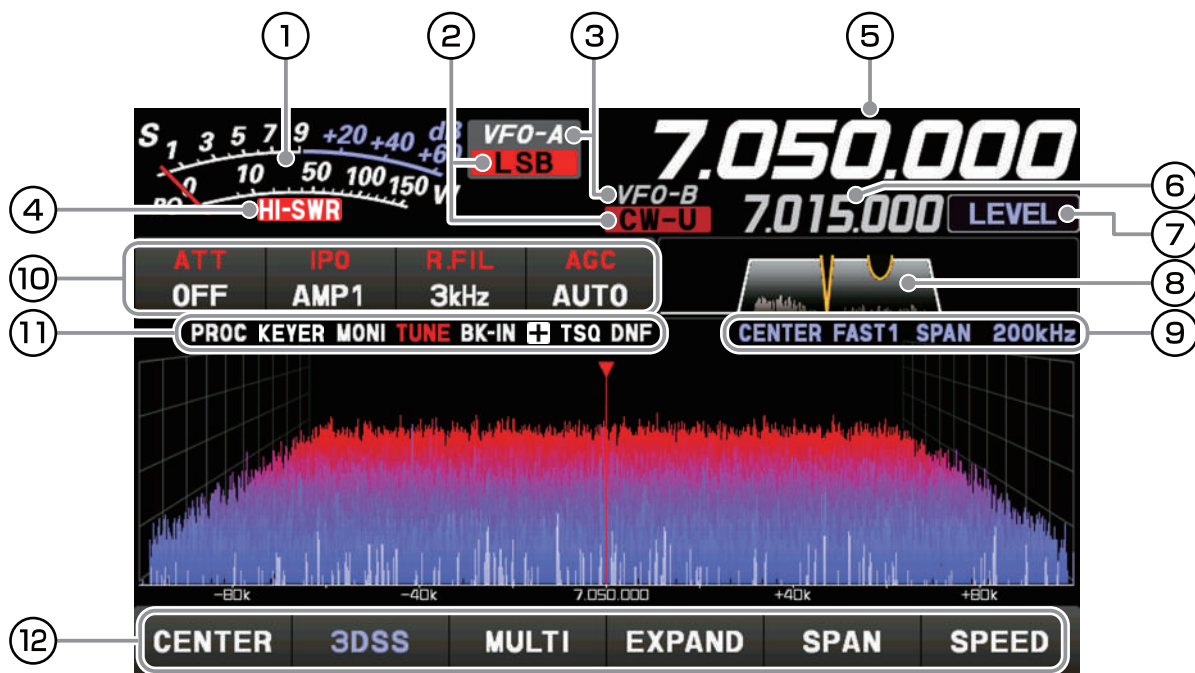 1 2 3 5
S 1 3 5 7 9 +20 +40 +60 dB
0 10 50 100 150 W
PO
4 HI-SWR
VFO-A
LSB
7.050.000
VFO-B
CW-U
7.015.000
LEVEL
6
7
10
ATT IPO R.FIL AGC
OFF AMP1 3kHz AUTO
8
11 PROC KEYER MONI TUNE BK-IN + TSQ DNF
CENTER FAST1 SPAN 200kHz 9
-80k -40k 7.050.000 +40k +80k
12 CENTER 3DSS MULTI EXPAND SPAN SPEED